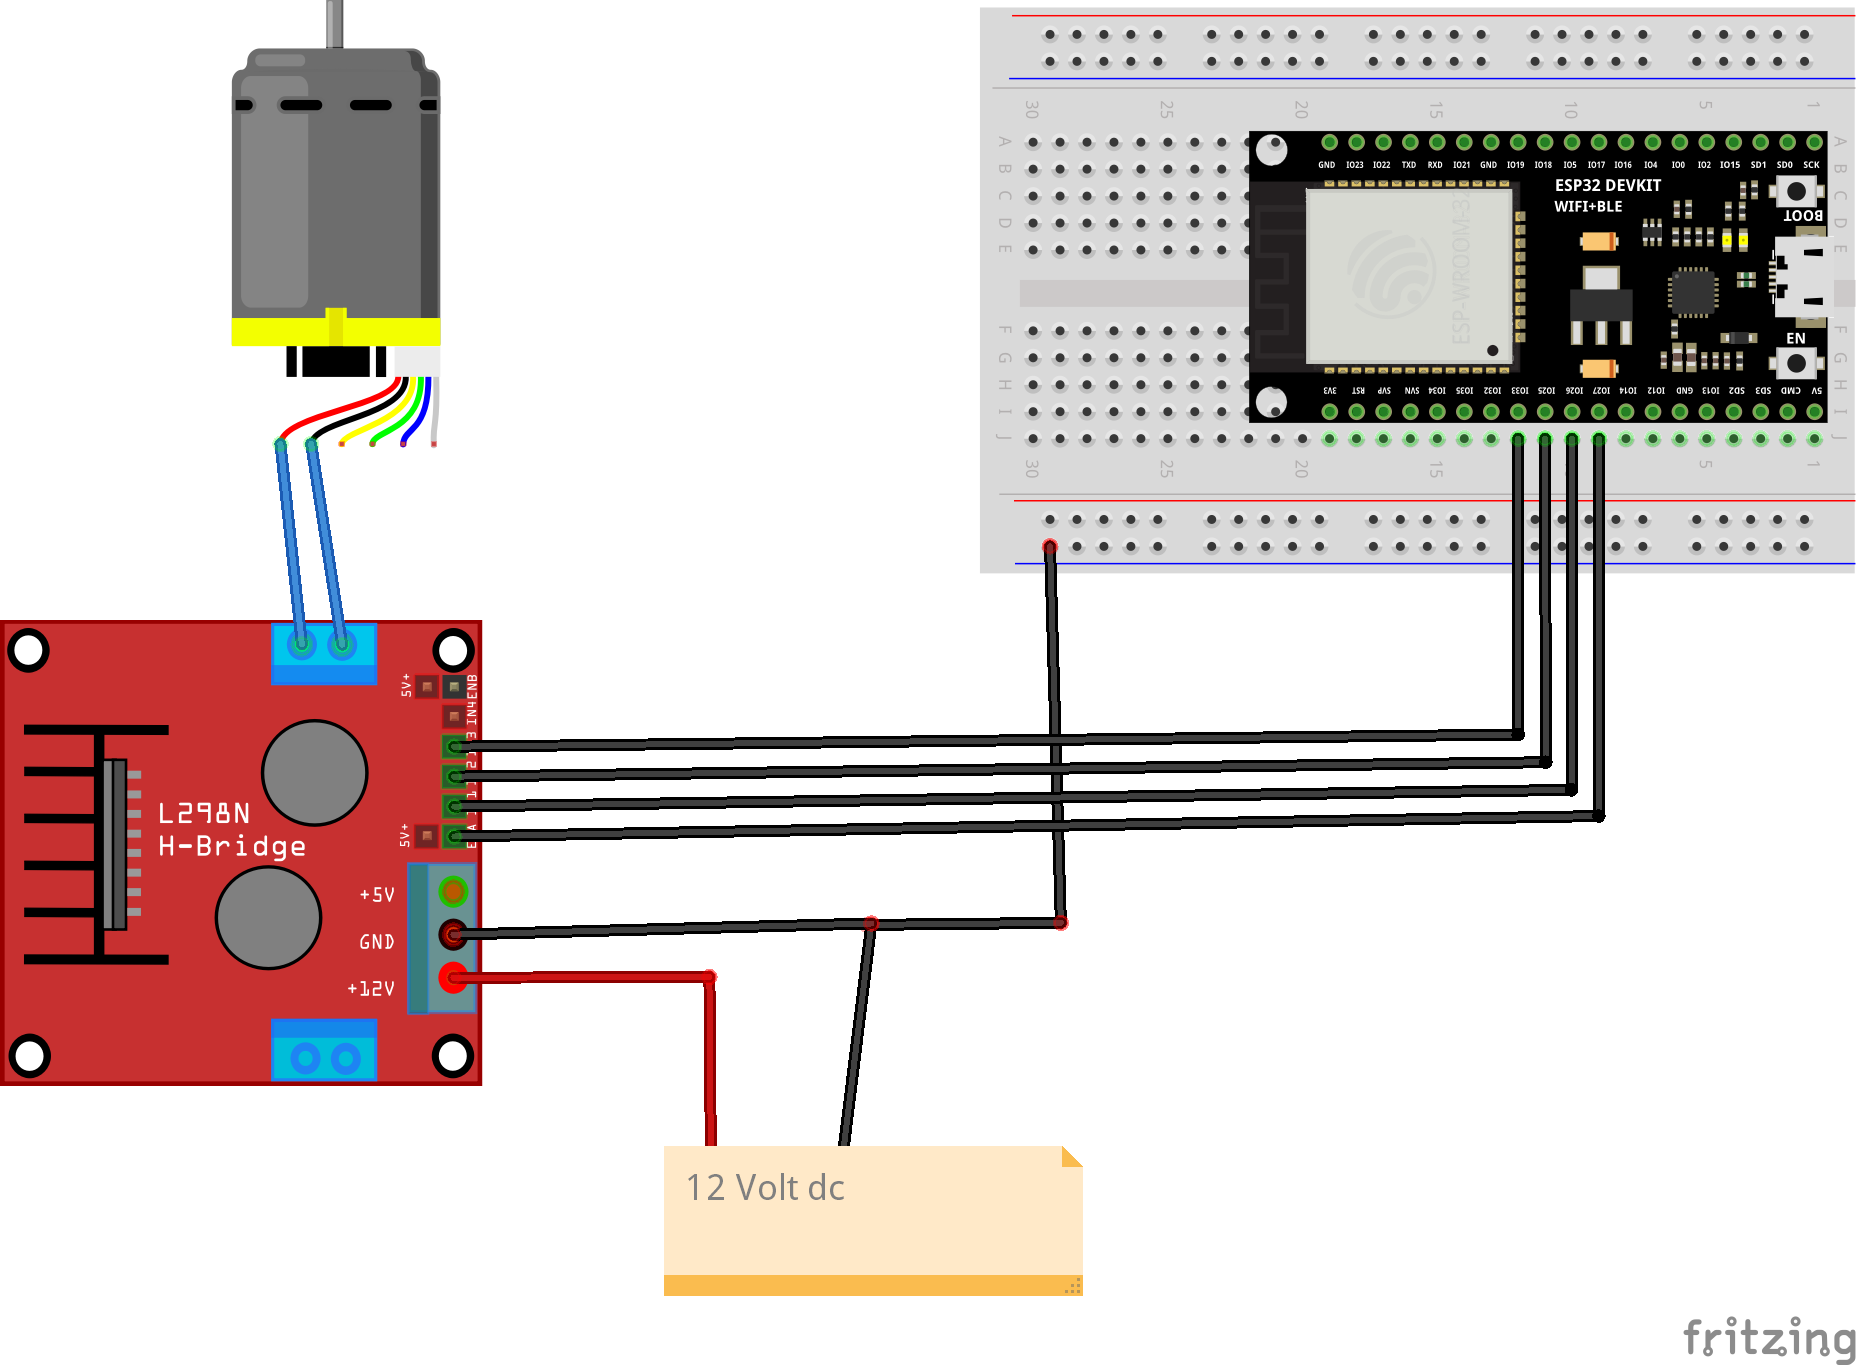 30 25 20 15 10 5 1
A A
B B
C C
D D
E E
F F
G G
H H
I I
J J
30 25 20 15 5 1
GND IO23 IO22 TXD RXD IO21 GND IO19 IO18 IO5 IO17 IO16 IO4 IO0 IO2 IO15 SD1 SD0 SCK
ESP32 DEVKIT
WIFI+BLE
BOOT
ESP-WROOM-3
EN
3V3 RST SVP SVN IO34 IO35 IO32 IO33 IO25 IO26 IO27 IO14 IO12 GND IO13 SD2 SD3 CMD 5V
5V+ ENB
IN4
3
2
1
5V+
L298N
H-Bridge
+5V
GND
+12V
12 Volt dc
fritzing